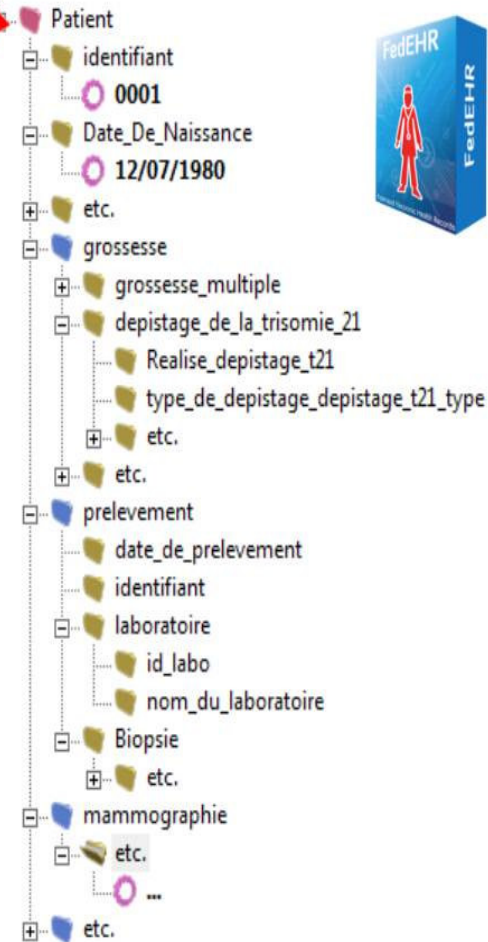 Patient
identifiant
0001
Date_De_Naissance
12/07/1980
etc.
grossesse
grossesse_multiple
depistage_de_la_trisomie_21
Realise_depistage_t21
type_de_depistage_depistage_t21_type
etc.
etc.
prelevement
date_de_prelevement
identifiant
laboratoire
id_labo
nom_du_laboratoire
Biopsie
etc.
mammographie
etc.
...
etc.
FedEHR
FedEHR